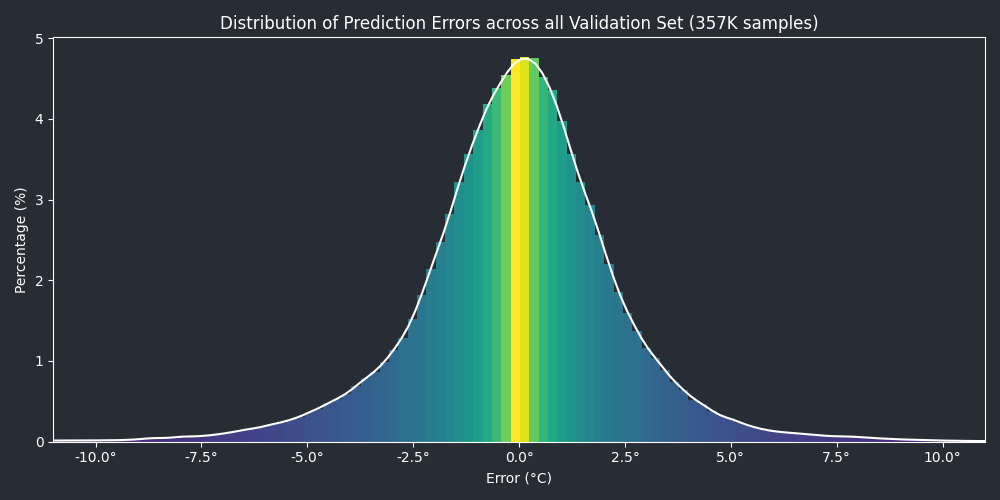 Distribution of Prediction Errors across all Validation Set (357K samples)
5
4
3
2
1
0
Percentage (%)
-10.0° -7.5° -5.0° -2.5° 0.0° 2.5° 5.0° 7.5° 10.0°
Error (°C)